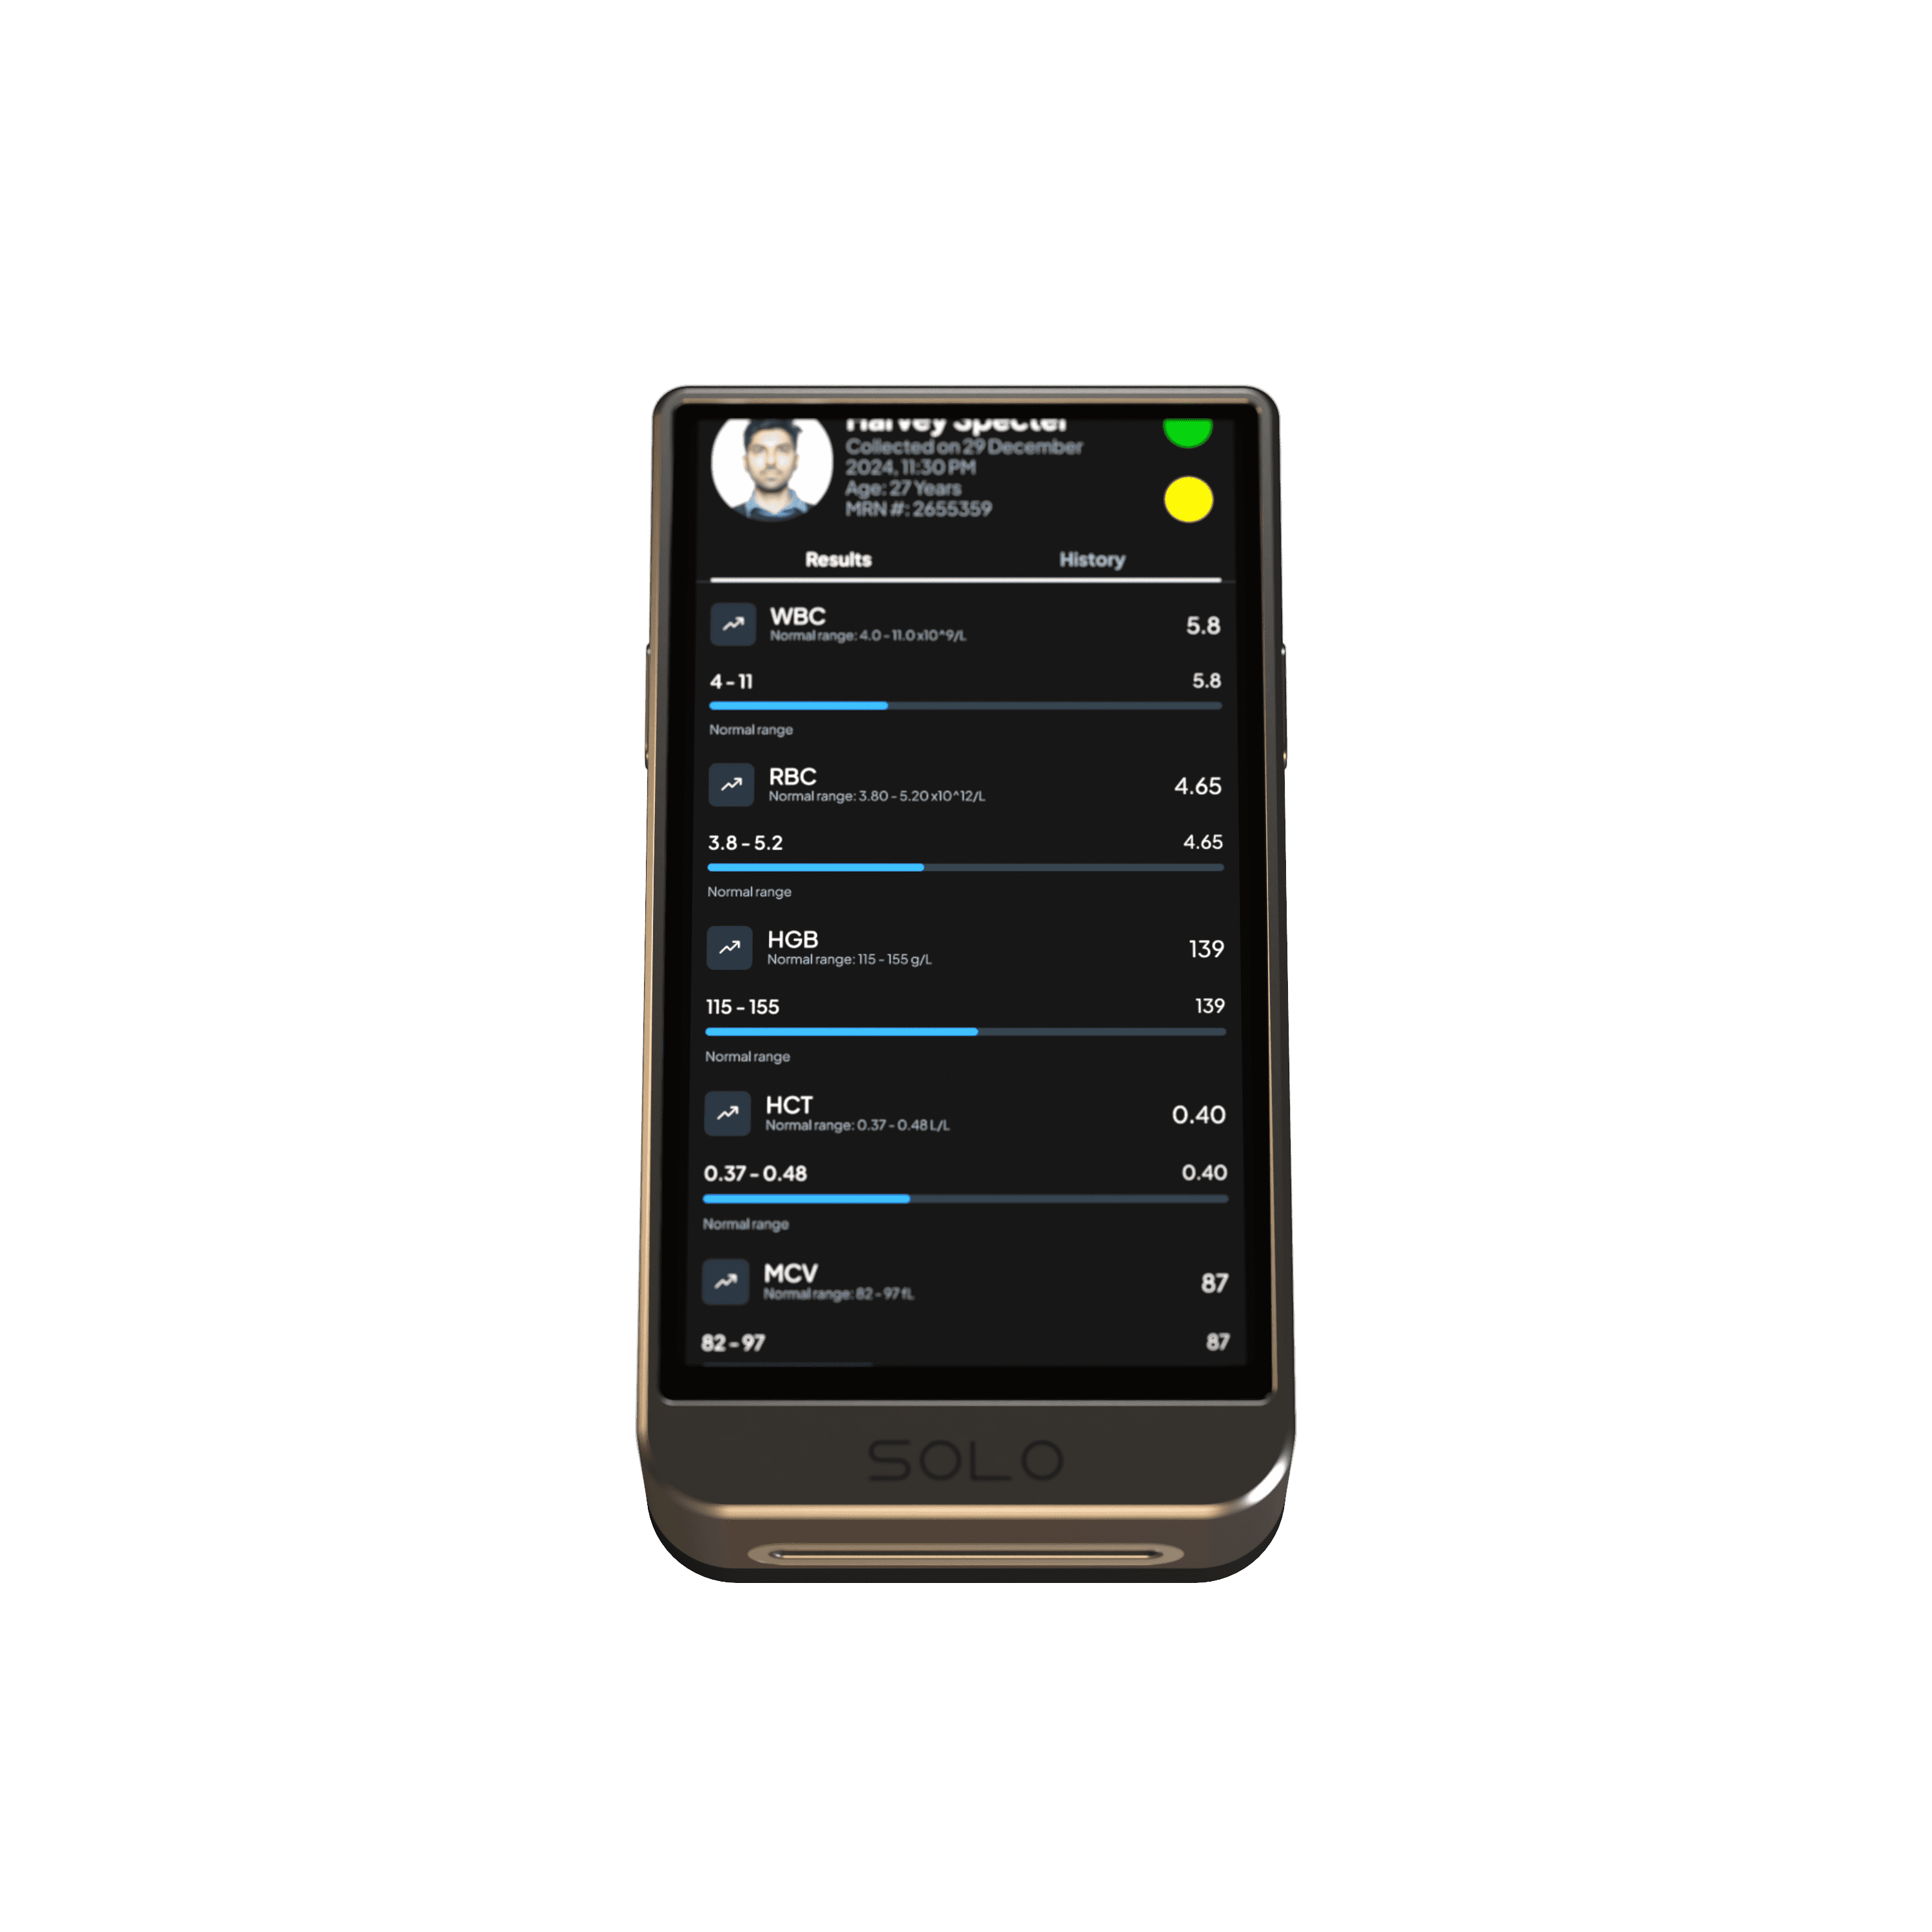 Harvey Specter
Collected on 29 December
2024, 11:30 PM
Age: 27 Years
MRN #: 2655359
Results History
WBC 5.8
Normal range: 4.0 - 11.0 x10^9/L
4 - 11 5.8
Normal range
RBC 4.65
Normal range: 3.80 - 5.20 x10^12/L
3.8 - 5.2 4.65
Normal range
HGB 139
Normal range: 115 - 155 g/L
115 - 155 139
Normal range
HCT 0.40
Normal range: 0.37 - 0.48 L/L
0.37 - 0.48 0.40
Normal range
MCV 87
Normal range: 82 - 97 fL
82 - 97 87
SOLO